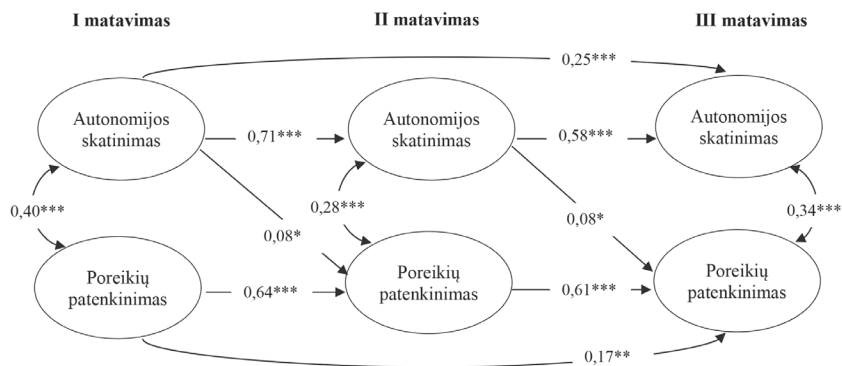 I matavimas
II matavimas
III matavimas
0,25***
Autonomijos
skatinimas
0,71***
Autonomijos
skatinimas
0,58***
Autonomijos
skatinimas
0,40***
0,08*
0,28***
0,08*
0,34***
Poreikių
patenkinimas
0,64***
Poreikių
patenkinimas
0,61***
Poreikių
patenkinimas
0,17**